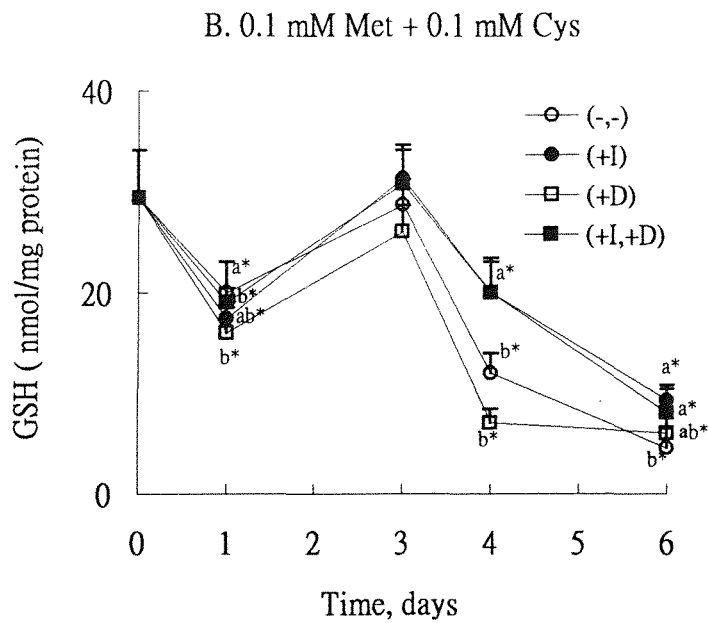 B. 0.1 mM Met + 0.1 mM Cys
40
20
0
GSH ( nmol/mg protein)
(-,-)
(+I)
(+D)
(+I,+D)
a*
b*
ab*
b*
a*
b*
b*
a*
a*
ab*
b*
0 1 2 3 4 5 6
Time, days